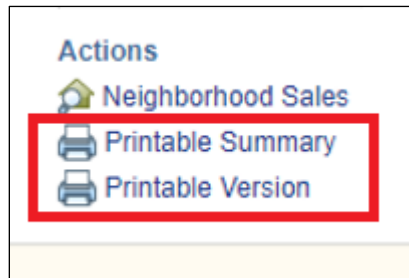 Actions
Neighborhood Sales
Printable Summary
Printable Version